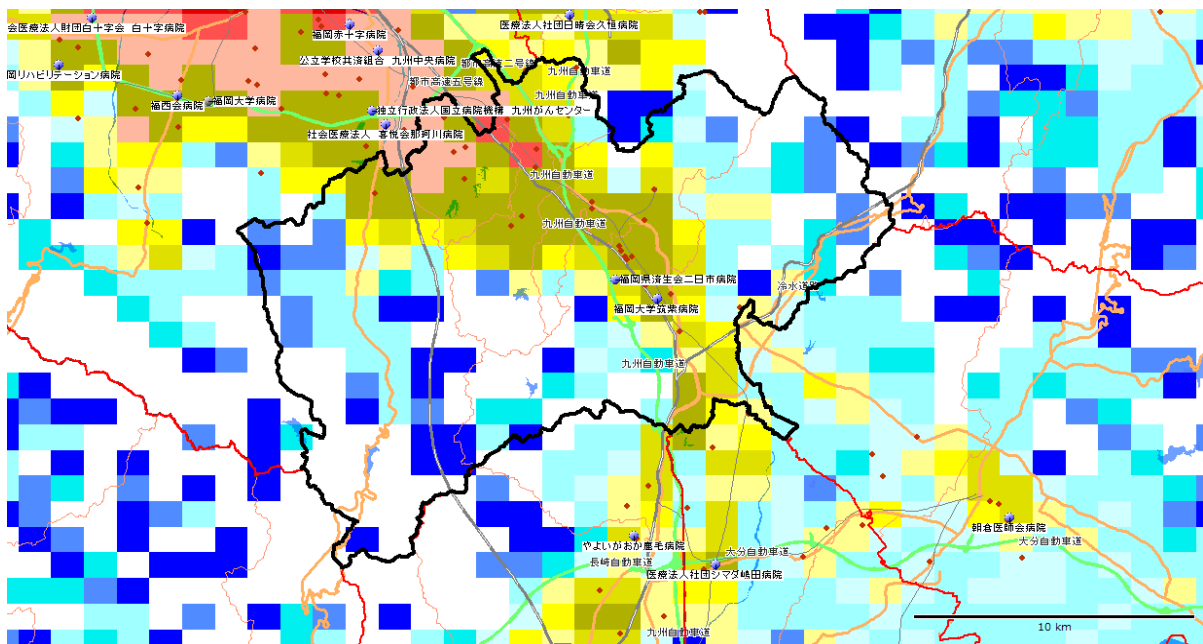 会医療法人財団白十字会 白十字病院
医療法人社団日晴会久恒病院
福岡赤十字病院
公立学校共済組合 九州中央病院
都市高速二号線
岡リハビリテーション病院
九州自動車道
都市高速五号線
九州自動車道
福西会病院
福岡大学病院
独立行政法人国立病院機構 九州がんセンター
社会医療法人 喜悦会那珂川病院
九州自動車道
九州自動車道
福岡県済生会二日市病院
冷水道路
福岡大学筑紫病院
九州自動車道
朝倉医師会病院
やよいがおか鹿毛病院
大分自動車道
大分自動車道
長崎自動車道
医療法人社団シマダ嶋田病院
10 km
九州自動車道